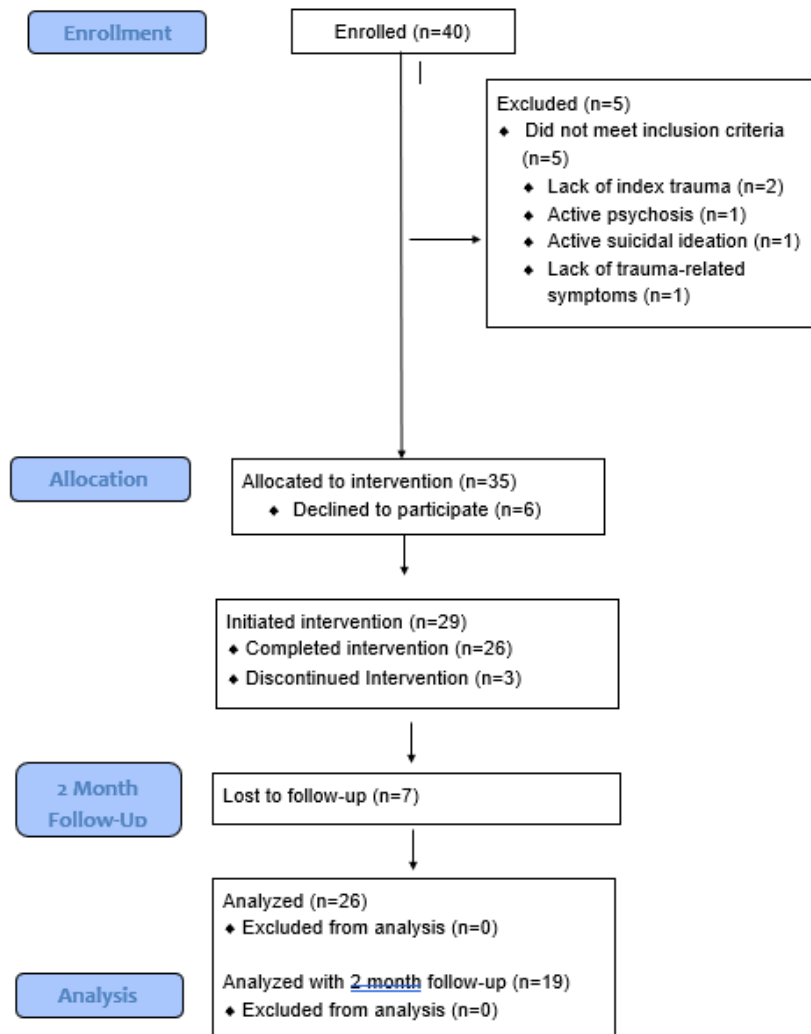 Enrollment
Enrolled (n=40)
Excluded (n=5)
◆ Did not meet inclusion criteria
(n=5)
◆ Lack of index trauma (n=2)
◆ Active psychosis (n=1)
◆ Active suicidal ideation (n=1)
◆ Lack of trauma-related
symptoms (n=1)
Allocation
Allocated to intervention (n=35)
◆ Declined to participate (n=6)
Initiated intervention (n=29)
◆ Completed intervention (n=26)
◆ Discontinued Intervention (n=3)
2 Month
Follow-Up
Lost to follow-up (n=7)
Analyzed (n=26)
◆ Excluded from analysis (n=0)
Analysis
Analyzed with 2 month follow-up (n=19)
◆ Excluded from analysis (n=0)